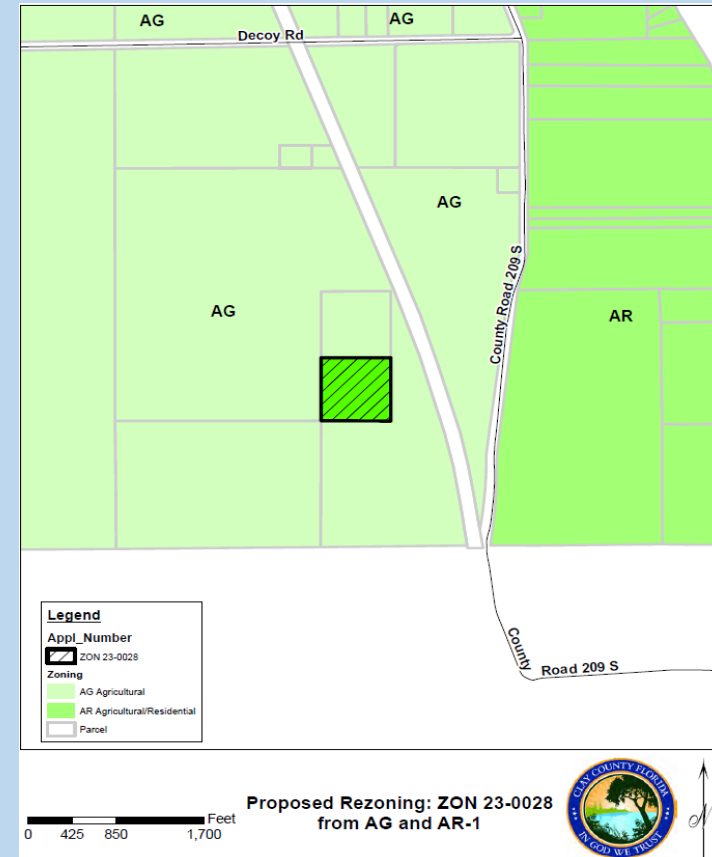 AG
AG
Decoy Rd
AG
County Road 209 S
AG
AR
County Road 209 S
Legend
Appl_Number
ZON 23-0028
Zoning
AG Agricultural
AR Agricultural/Residential
Parcel
Feet
0 425 850 1,700
Proposed Rezoning: ZON 23-0028
from AG and AR-1
CLAY COUNTY FLORIDA
IN GOD WE TRUST
N